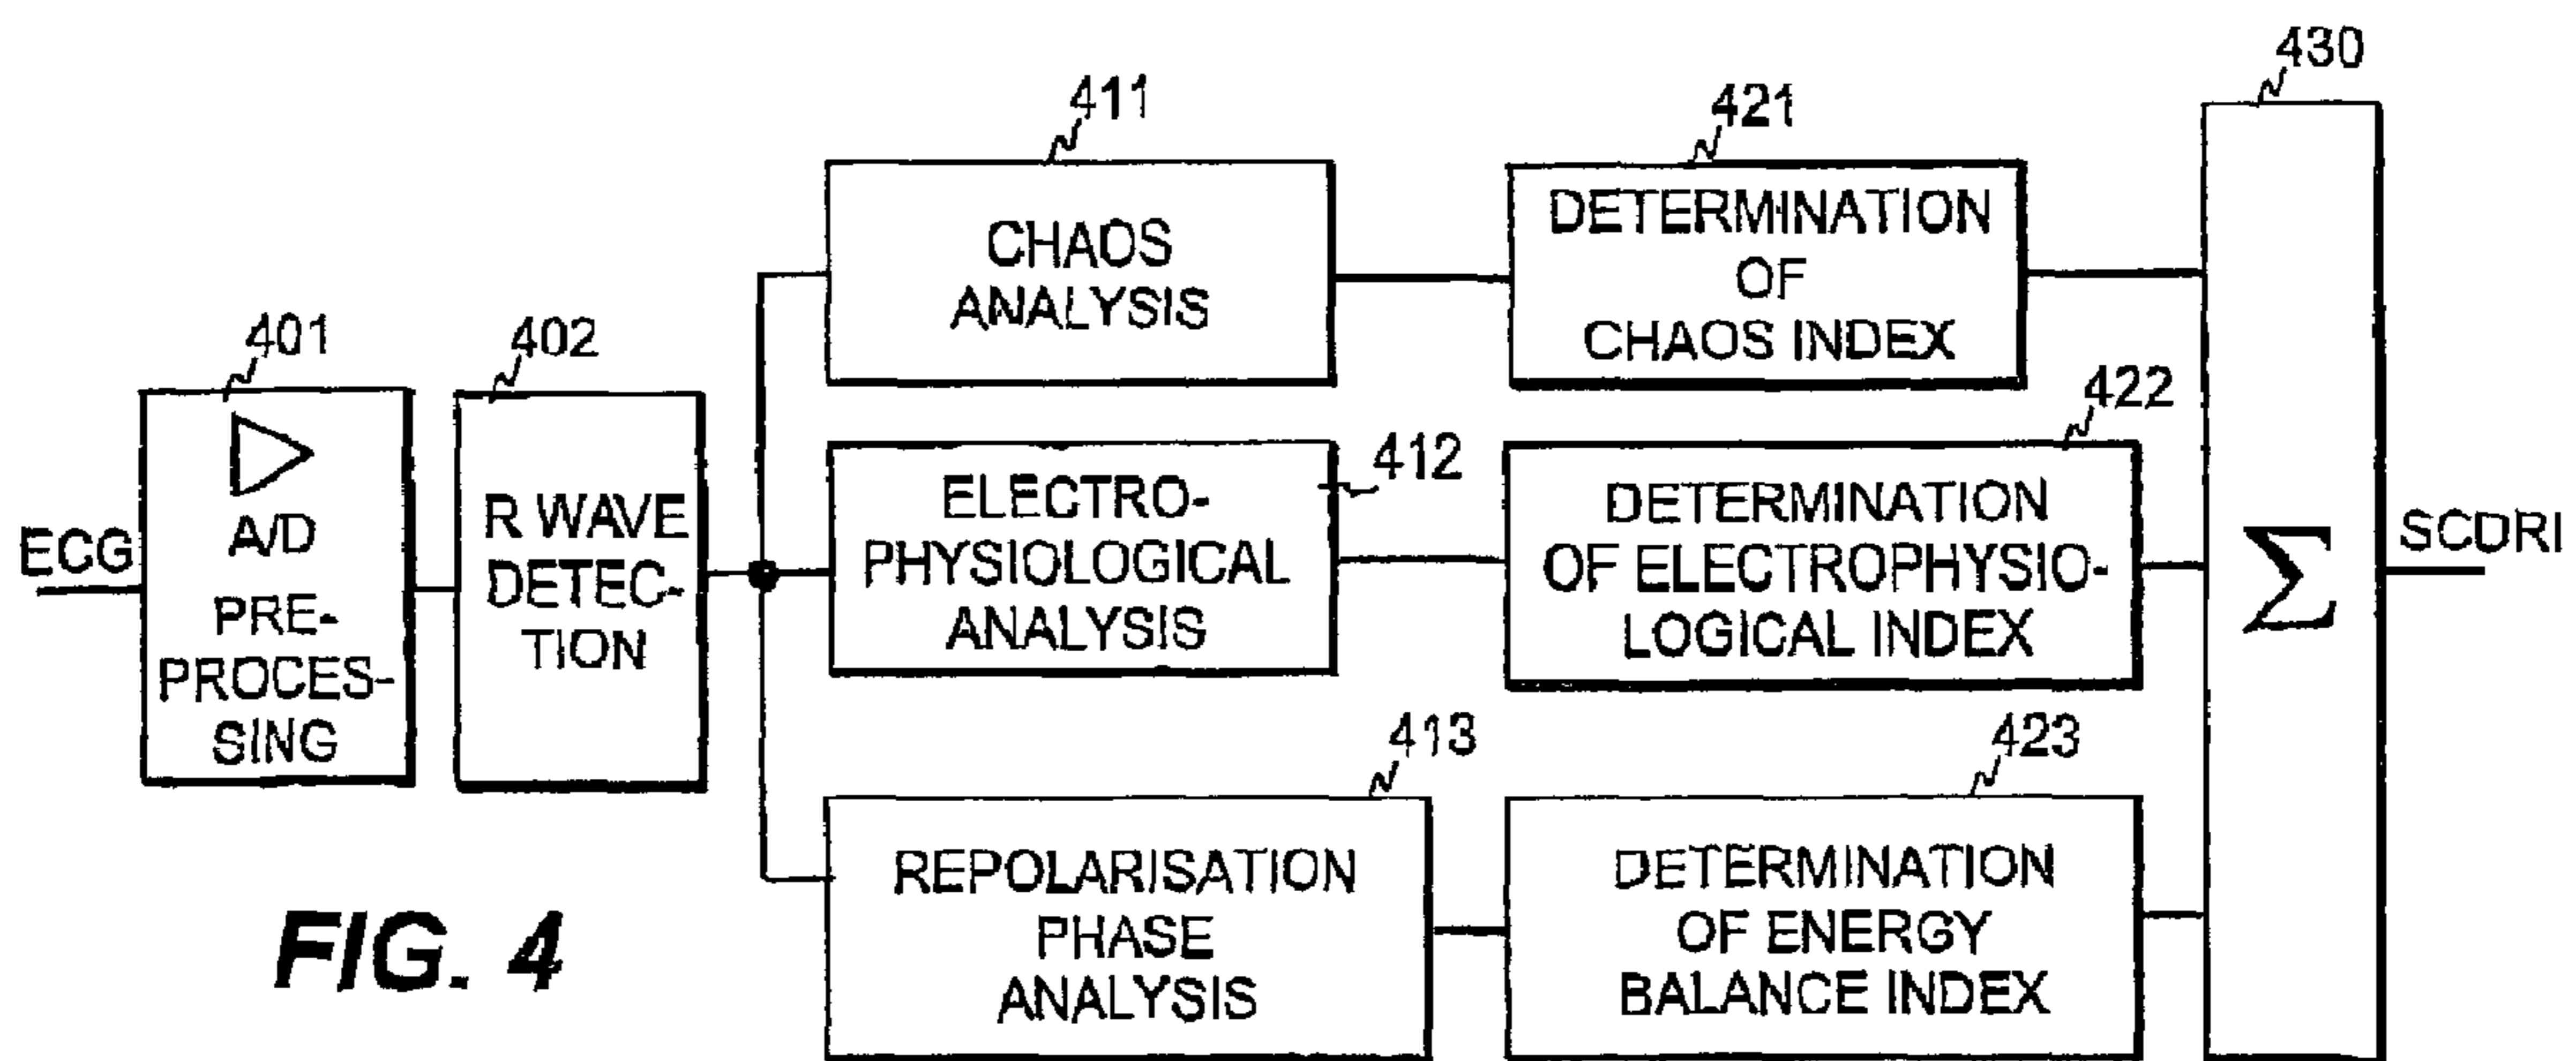 430
411
421
CHAOS
ANALYSIS
DETERMINATION
OF
CHAOS INDEX
401
402
ECG
A/D
PRE-
PROCES-
SING
R WAVE
DETEC-
TION
412
ELECTRO-
PHYSIOLOGICAL
ANALYSIS
422
DETERMINATION
OF ELECTROPHYSIO-
LOGICAL INDEX
Σ
SCDRI
413
423
REPOLARISATION
PHASE
ANALYSIS
DETERMINATION
OF ENERGY
BALANCE INDEX
FIG. 4